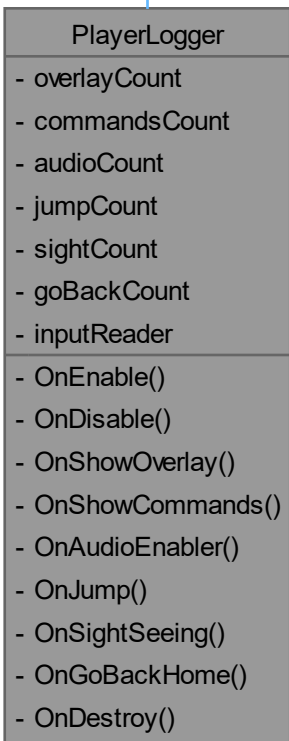 PlayerLogger
- overlayCount
- commandsCount
- audioCount
- jumpCount
- sightCount
- goBackCount
- inputReader
- OnEnable()
- OnDisable()
- OnShowOverlay()
- OnShowCommands()
- OnAudioEnabler()
- OnJump()
- OnSightSeeing()
- OnGoBackHome()
- OnDestroy()